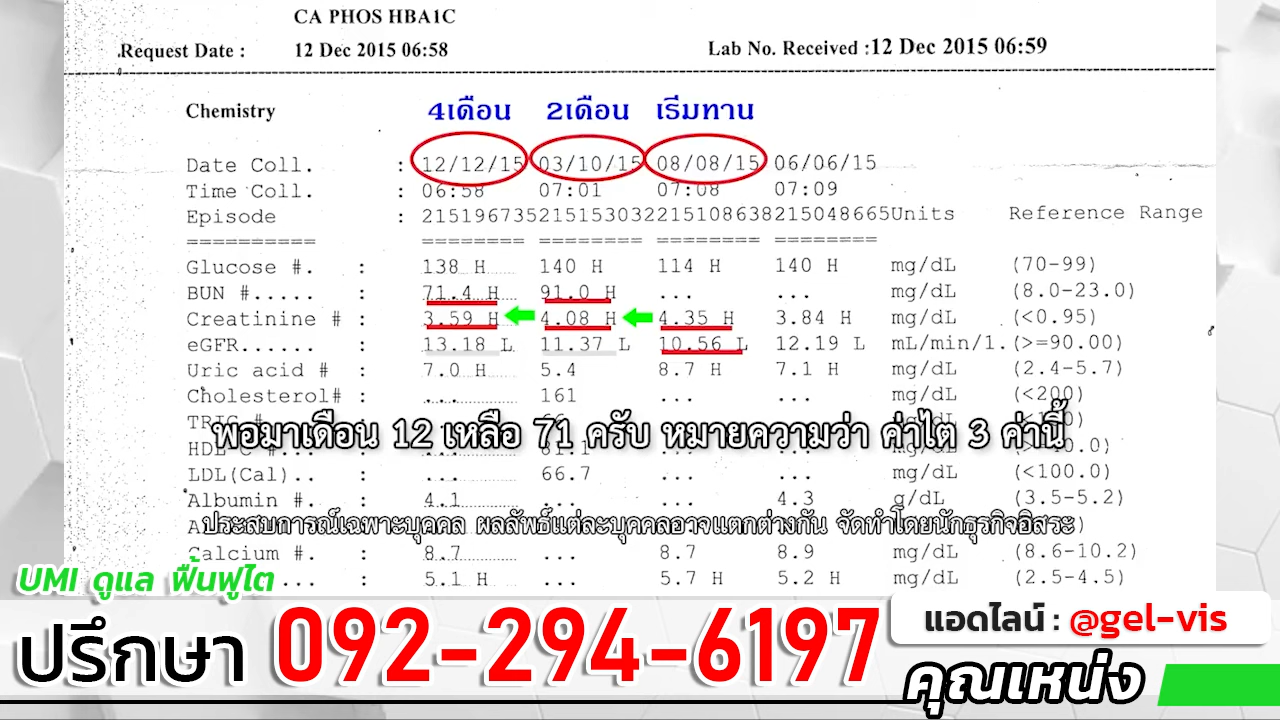 CA PHOS HBA1C
Request Date : 12 Dec 2015 06:58 Lab No. Received :12 Dec 2015 06:59
Chemistry 4เดือน 2เดือน เริ่มทาน
Date Coll. : 12/12/15 03/10/15 08/08/15 06/06/15
Time Coll. : 06:58 07:01 07:08 07:09
Episode : 215196735215153032215108638215048665Units Reference Range
========== ======== ======== ======== ========
Glucose #. : 138 H 140 H 114 H 140 H mg/dL (70-99)
BUN #..... : 71.4 H 91.0 H ... ... mg/dL (8.0-23.0)
Creatinine # : 3.59 H 4.08 H 4.35 H 3.84 H mg/dL (<0.95)
eGFR...... : 13.18 L 11.37 L 10.56 L 12.19 L mL/min/1.(>=90.00)
Uric acid # : 7.0 H 5.4 8.7 H 7.1 H mg/dL (2.4-5.7)
Cholesterol# : ... 161 ... ... mg/dL (<200)
พอมาเดือน 12 เหลือ 71 ครับ หมายความว่า ค่าไต 3 ค่านี้
LDL(Cal).. : ... 66.7 ... ... mg/dL (<100.0)
Albumin #. : 4.1 ... ... 4.3 g/dL (3.5-5.2)
ประสบการณ์เฉพาะบุคคล ผลลัพธ์แต่ละบุคคลอาจแตกต่างกัน จัดทำโดยนักธุรกิจอิสระ
Calcium #. : 8.7 ... 8.7 8.9 mg/dL (8.6-10.2)
.... : 5.1 H ... 5.7 H 5.2 H mg/dL (2.5-4.5)
UMI ดูแล ฟื้นฟูไต
ปรึกษา 092-294-6197
แอดไลน์ : @gel-vis
คุณเหน่ง